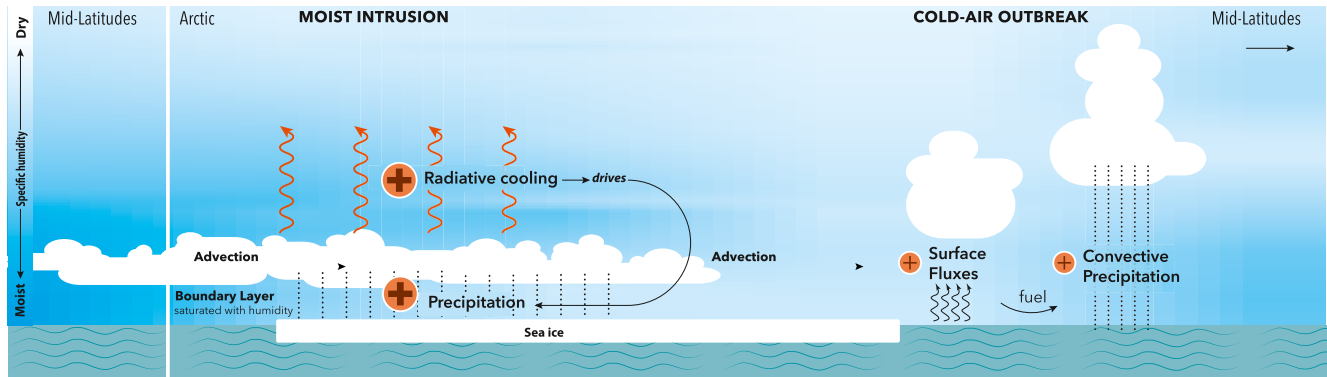 Mid-Latitudes
Arctic
MOIST INTRUSION
COLD-AIR OUTBREAK
Mid-Latitudes
Dry
Specific humidity
Moist
Radiative cooling
drives
Advection
Advection
Surface
Fluxes
Convective
Precipitation
Boundary Layer
saturated with humidity
Precipitation
fuel
Sea ice